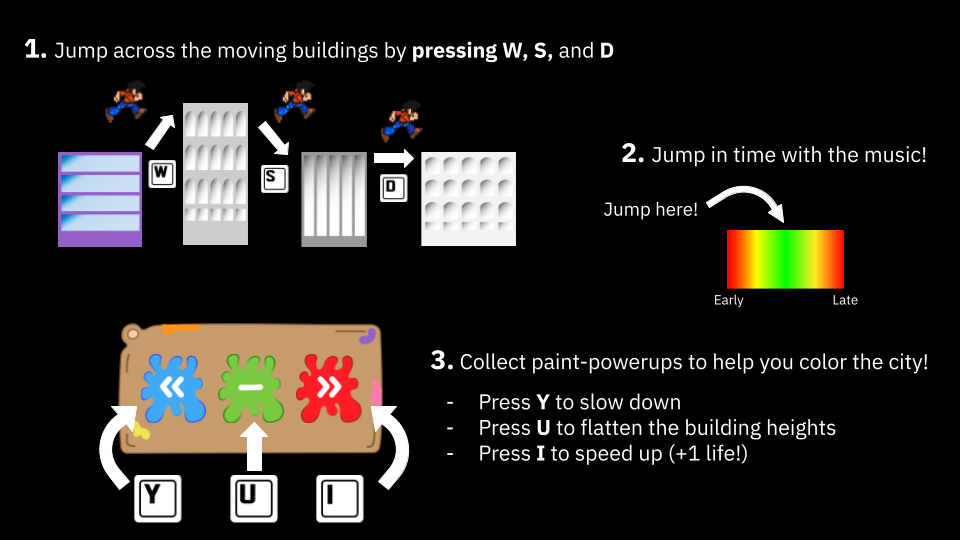 1. Jump across the moving buildings by pressing W, S, and D
W
S
D
2. Jump in time with the music!
Jump here!
Early
Late
3. Collect paint-powerups to help you color the city!
- Press Y to slow down
- Press U to flatten the building heights
- Press I to speed up (+1 life!)
«
–
»
Y
U
I